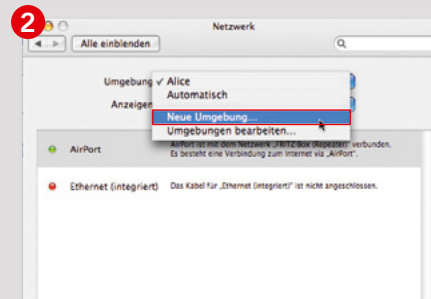 2
Netzwerk
Alle einblenden
Umgebung ✓ Alice
Automatisch
Anzeigen
Neue Umgebung...
Umgebungen bearbeiten...
AirPort
AirPort ist mit dem Netzwerk „FRITZ!Box (Repeater)“ verbunden.
Es besteht eine Verbindung zum Internet via „AirPort“.
Ethernet (integriert)
Das Kabel für „Ethernet (integriert)“ ist nicht angeschlossen.